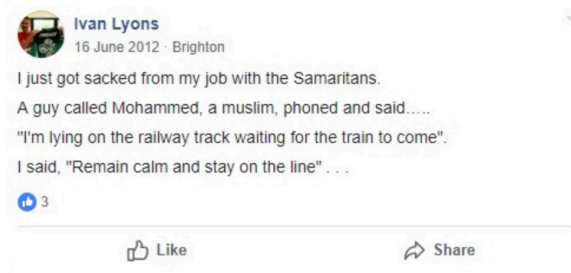 Ivan Lyons
16 June 2012 · Brighton
I just got sacked from my job with the Samaritans.
A guy called Mohammed, a muslim, phoned and said.....
"I'm lying on the railway track waiting for the train to come".
I said, "Remain calm and stay on the line" . . .
3
Like Share